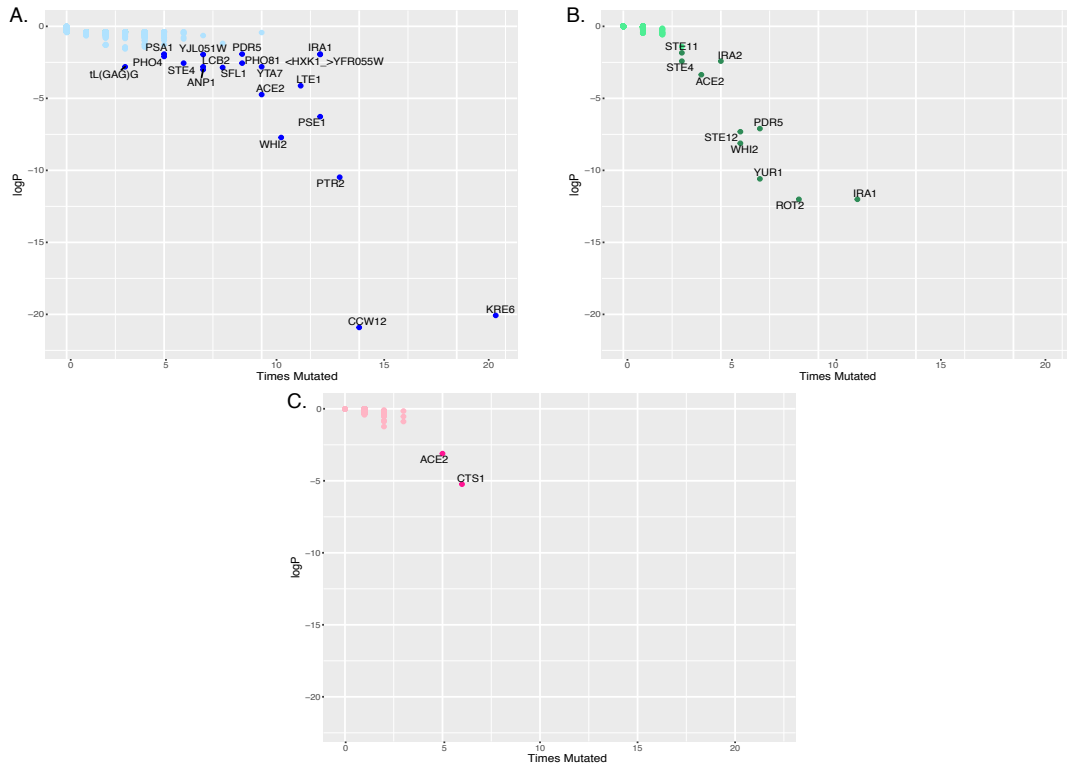 A.
0
−5
−10
−15
−20
logP
PSA1 YJL051W PDR5 IRA1
PHO4 LCB2 PHO81 <HXK1_>YFR055W
tL(GAG)G STE4 SFL1 YTA7
ANP1 ACE2 LTE1
PSE1
WHI2
PTR2
CCW12 KRE6
0 5 10 15 20
Times Mutated
B.
0
−5
−10
−15
−20
logP
STE11
IRA2
STE4
ACE2
PDR5
STE12
WHI2
YUR1
ROT2 IRA1
0 5 10 15 20
Times Mutated
C.
0
−5
−10
−15
−20
logP
ACE2
CTS1
0 5 10 15 20
Times Mutated